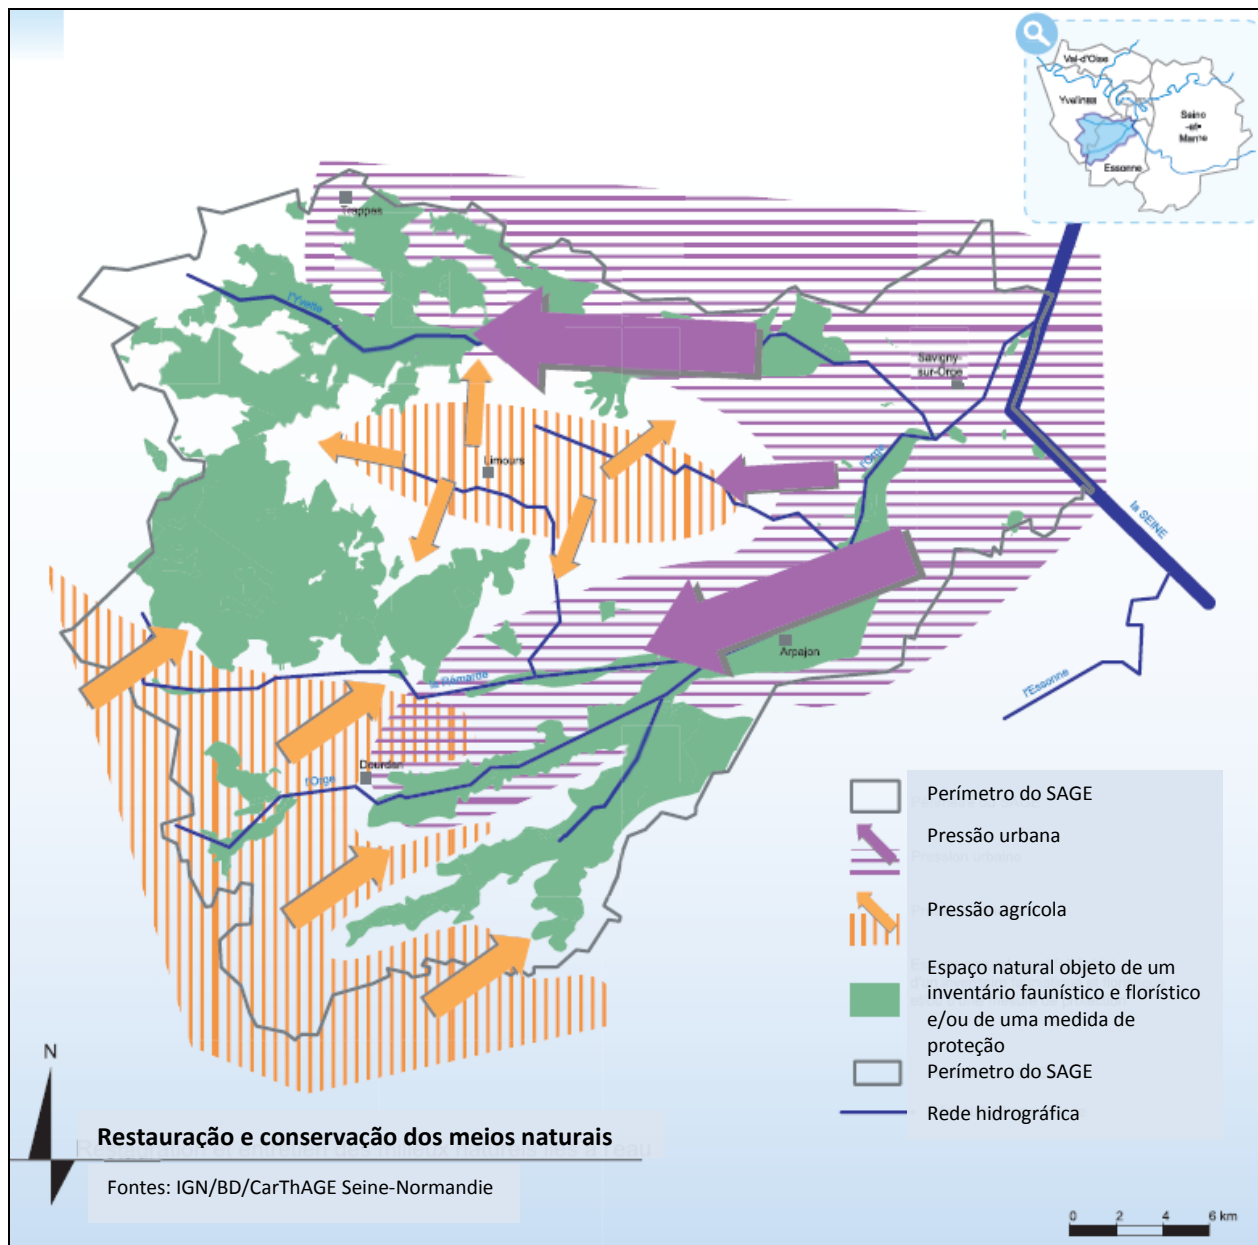 Val-d'Oise
Yvelines
Seine
-et-
Marne
Essonne
Trappes
l'Yvette
Savigny-
sur-Orge
Limours
l'Orge
la SEINE
Arpajon
la Rémarde
l'Essonne
Dourdan
l'Orge
Perímetro do SAGE
Pressão urbana
Pression urbaine
Pressão agrícola
Espaço natural objeto de um
inventário faunístico e florístico
e/ou de uma medida de
proteção
Perímetro do SAGE
Rede hidrográfica
N
Restauração e conservação dos meios naturais
Fontes: IGN/BD/CarThAGE Seine-Normandie
0 2 4 6 km